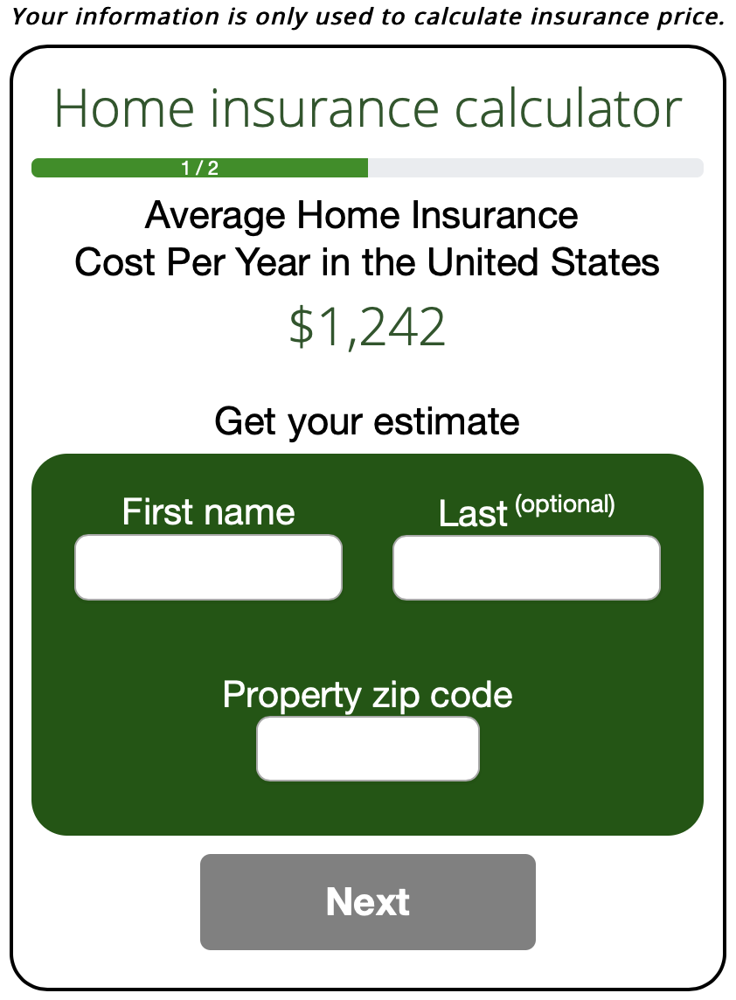 Your information is only used to calculate insurance price.
Home insurance calculator
1 / 2
Average Home Insurance
Cost Per Year in the United States
$1,242
Get your estimate
First name
Last (optional)
Property zip code
Next